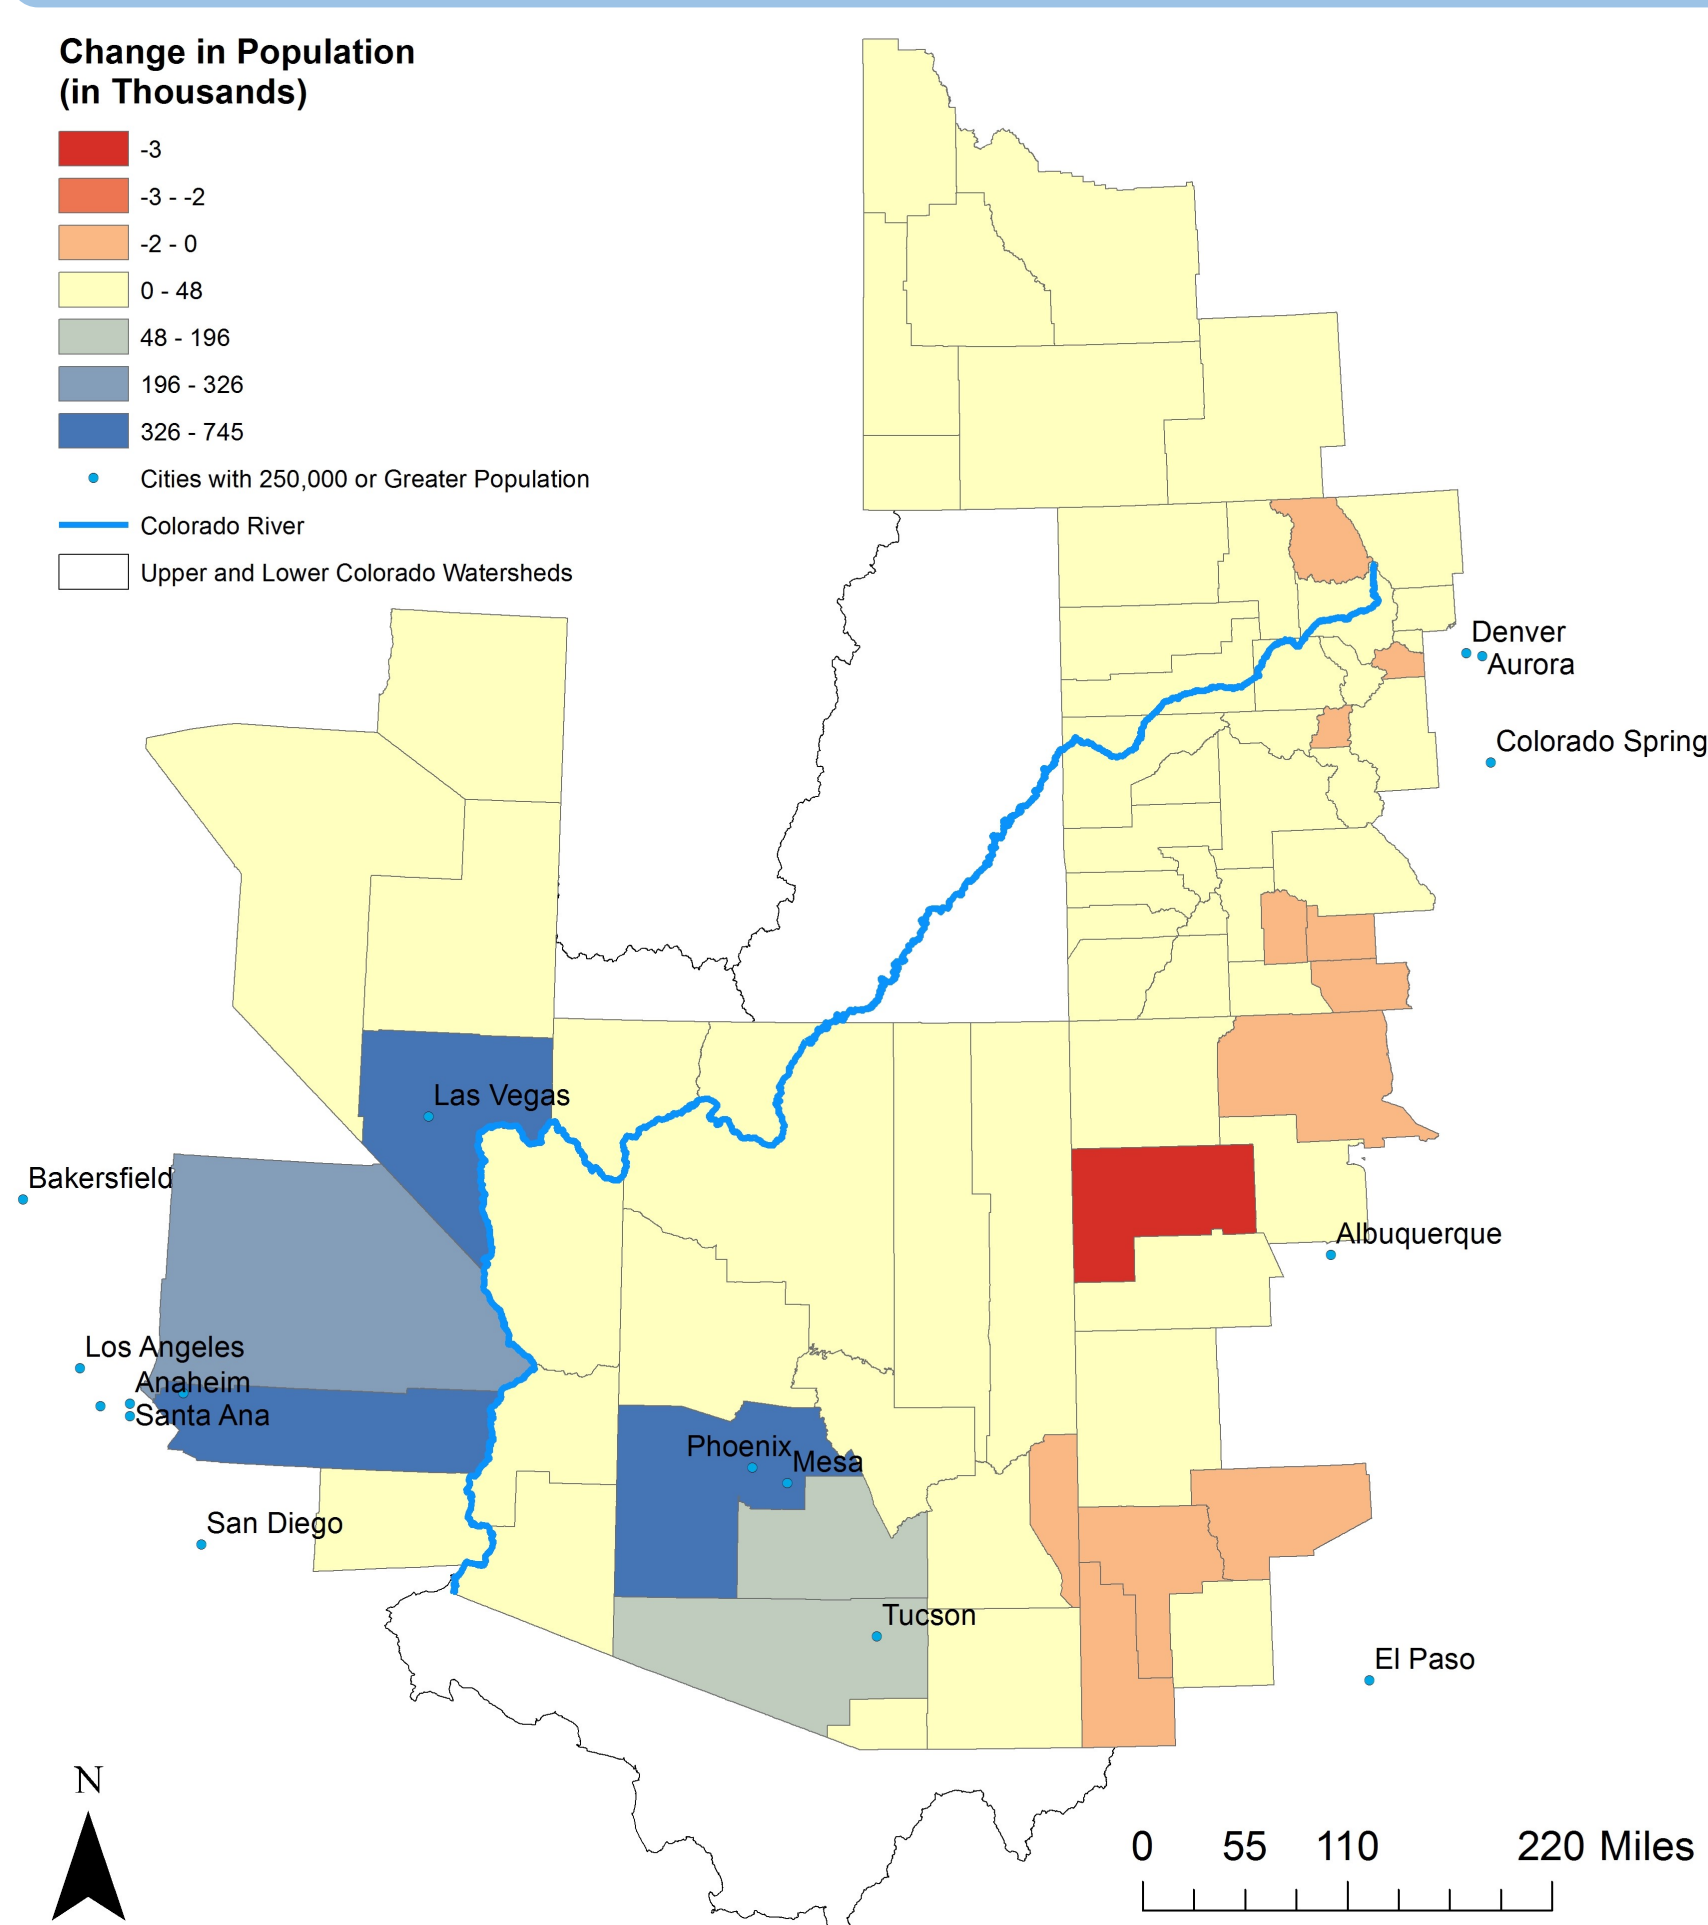 Change in Population
(in Thousands)
-3
-3 - -2
-2 - 0
0 - 48
48 - 196
196 - 326
326 - 745
Cities with 250,000 or Greater Population
Colorado River
Upper and Lower Colorado Watersheds
Denver
Aurora
Colorado Spring
Las Vegas
Bakersfield
Albuquerque
Los Angeles
Anaheim
Santa Ana
Phoenix
Mesa
San Diego
Tucson
El Paso
N
0 55 110 220 Miles